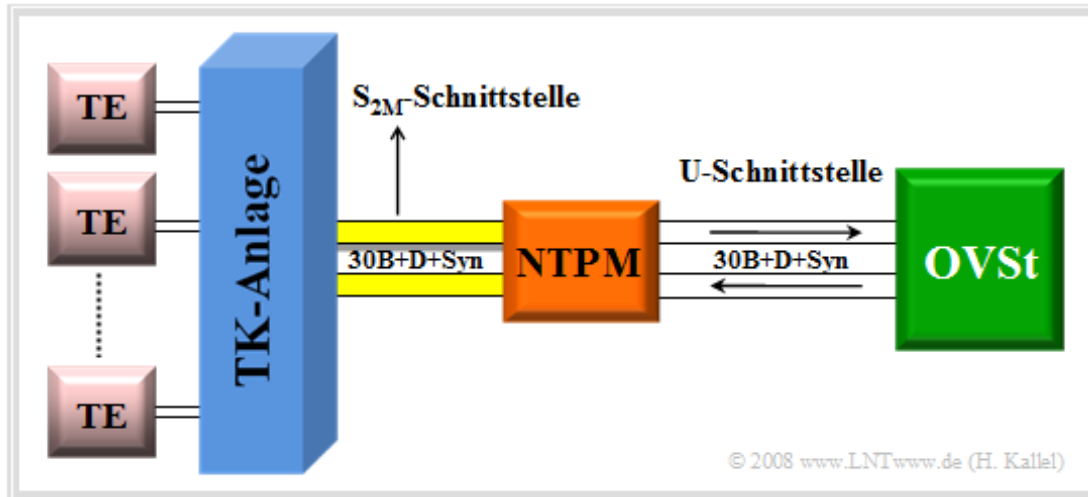 TE
TE
TE
TK-Anlage
S2M-Schnittstelle
30B+D+Syn
NTPM
U-Schnittstelle
30B+D+Syn
OVSt
© 2008 www.LNTwww.de (H. Kallel)